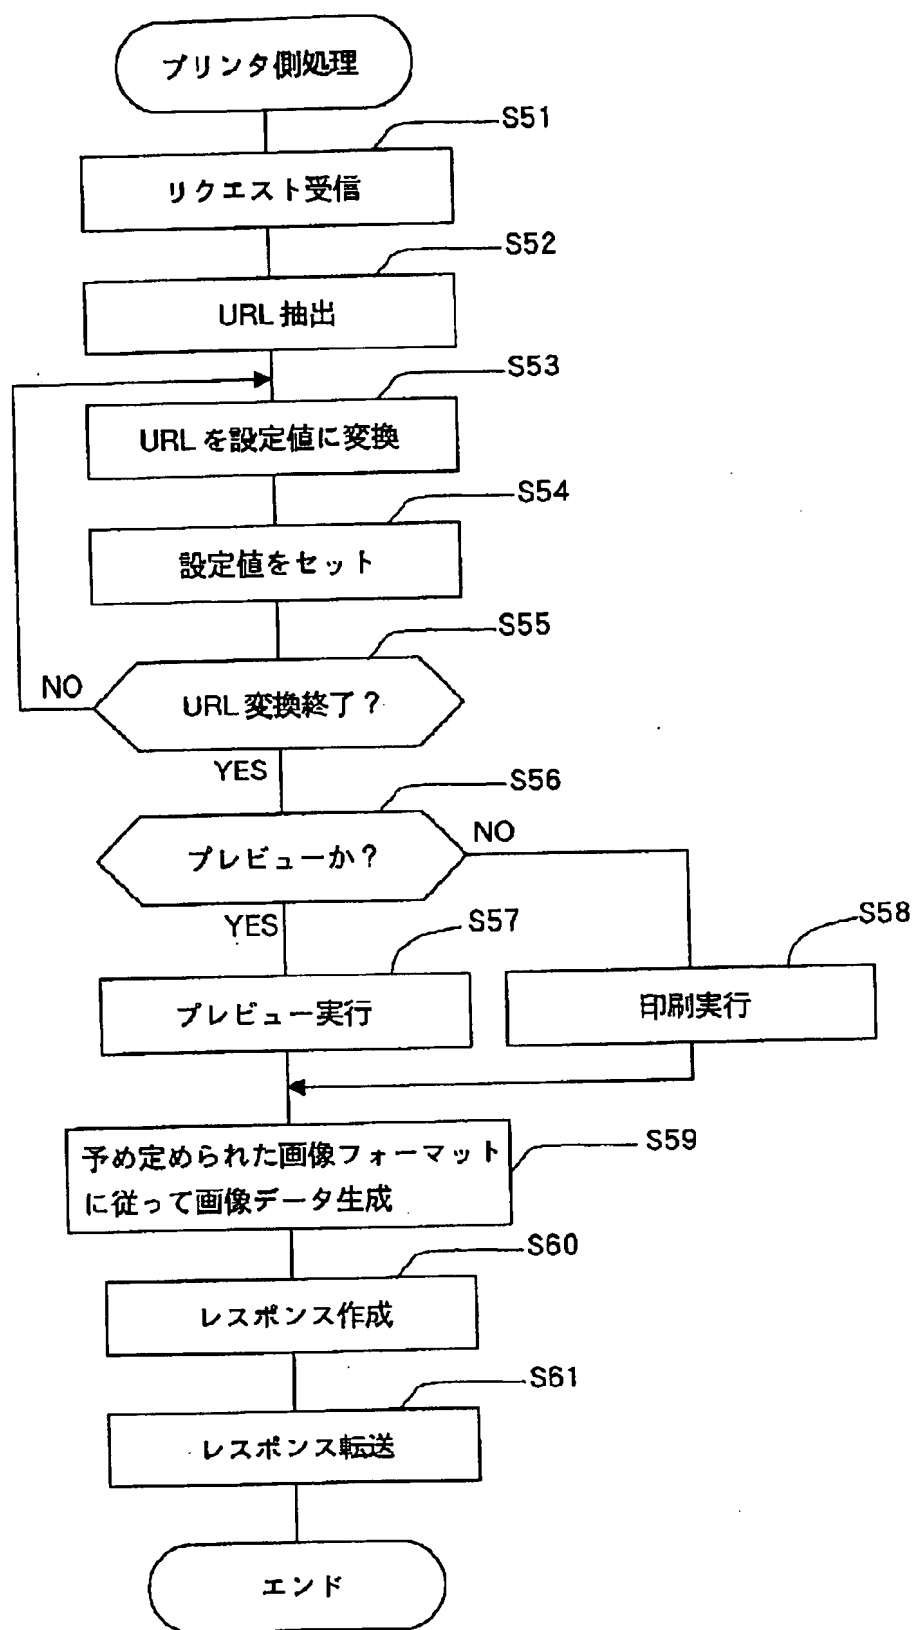 プリンタ側処理
S51
リクエスト受信
S52
URL 抽出
S53
URL を設定値に変換
S54
設定値をセット
S55
NO
URL 変換終了?
YES
S56
NO
プレビューか?
YES
S57
S58
プレビュー実行
印刷実行
S59
予め定められた画像フォーマット
に従って画像データ生成
S60
レスポンス作成
S61
レスポンス転送
エンド